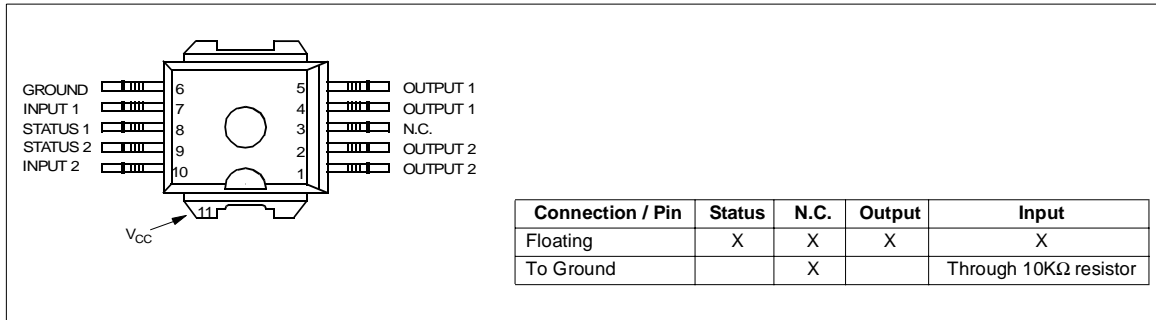 GROUND 6 5 OUTPUT 1
INPUT 1 7 4 OUTPUT 1
STATUS 1 8 3 N.C.
STATUS 2 9 2 OUTPUT 2
INPUT 2 10 1 OUTPUT 2
11
VCC
Connection / Pin Status N.C. Output Input
Floating X X X X
To Ground X Through 10KΩ resistor